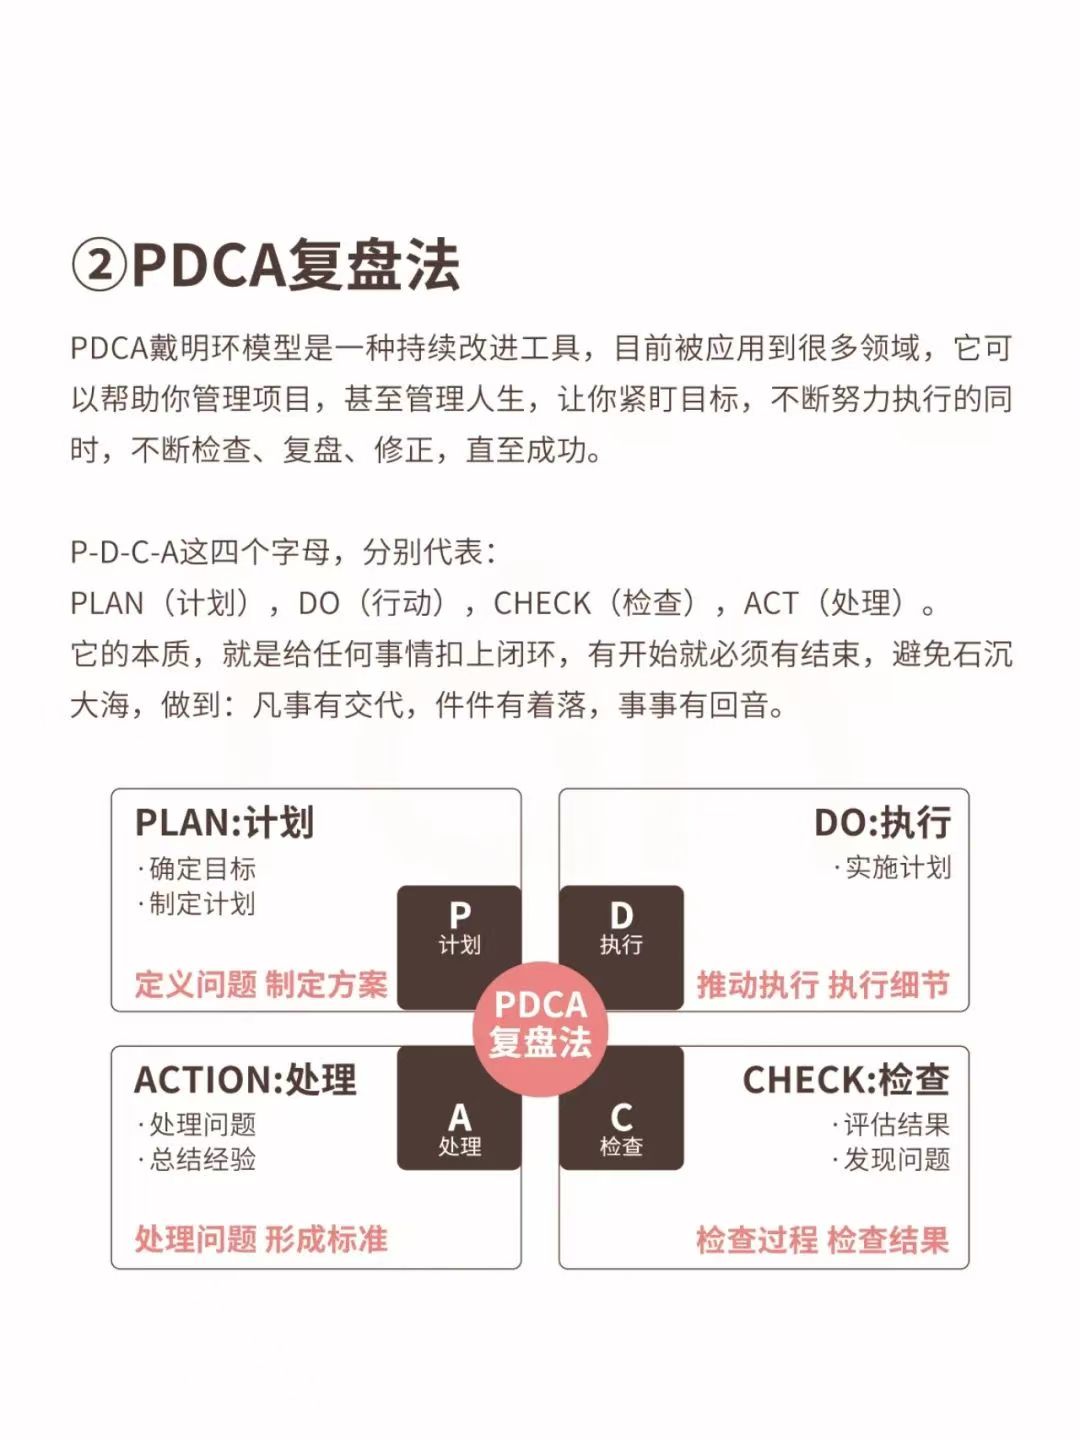 ②PDCA复盘法
PDCA戴明环模型是一种持续改进工具，目前被应用到很多领域，它可
以帮助你管理项目，甚至管理人生，让你紧盯目标，不断努力执行的同
时，不断检查、复盘、修正，直至成功。
P-D-C-A这四个字母，分别代表：
PLAN（计划），DO（行动），CHECK（检查），ACT（处理）。
它的本质，就是给任何事情扣上闭环，有开始就必须有结束，避免石沉
大海，做到：凡事有交代，件件有着落，事事有回音。
PLAN:计划
·确定目标
·制定计划
定义问题 制定方案
P
计划
DO:执行
·实施计划
D
执行
推动执行 执行细节
PDCA
复盘法
ACTION:处理
·处理问题
·总结经验
A
处理
处理问题 形成标准
CHECK:检查
·评估结果
·发现问题
C
检查
检查过程 检查结果